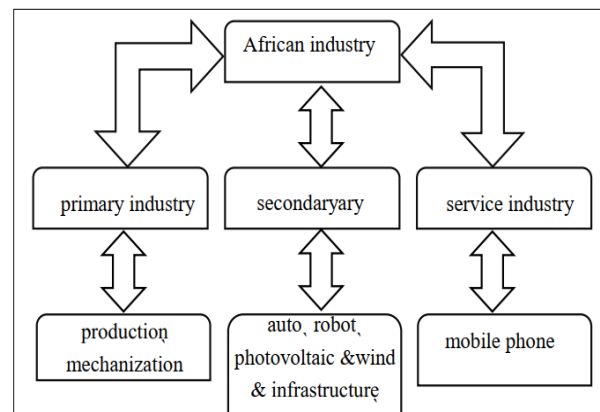 African industry
primary industry
secondaryary
service industry
production、
mechanization
auto、robot、
photovoltaic &wind
& infrastructure、
mobile phone